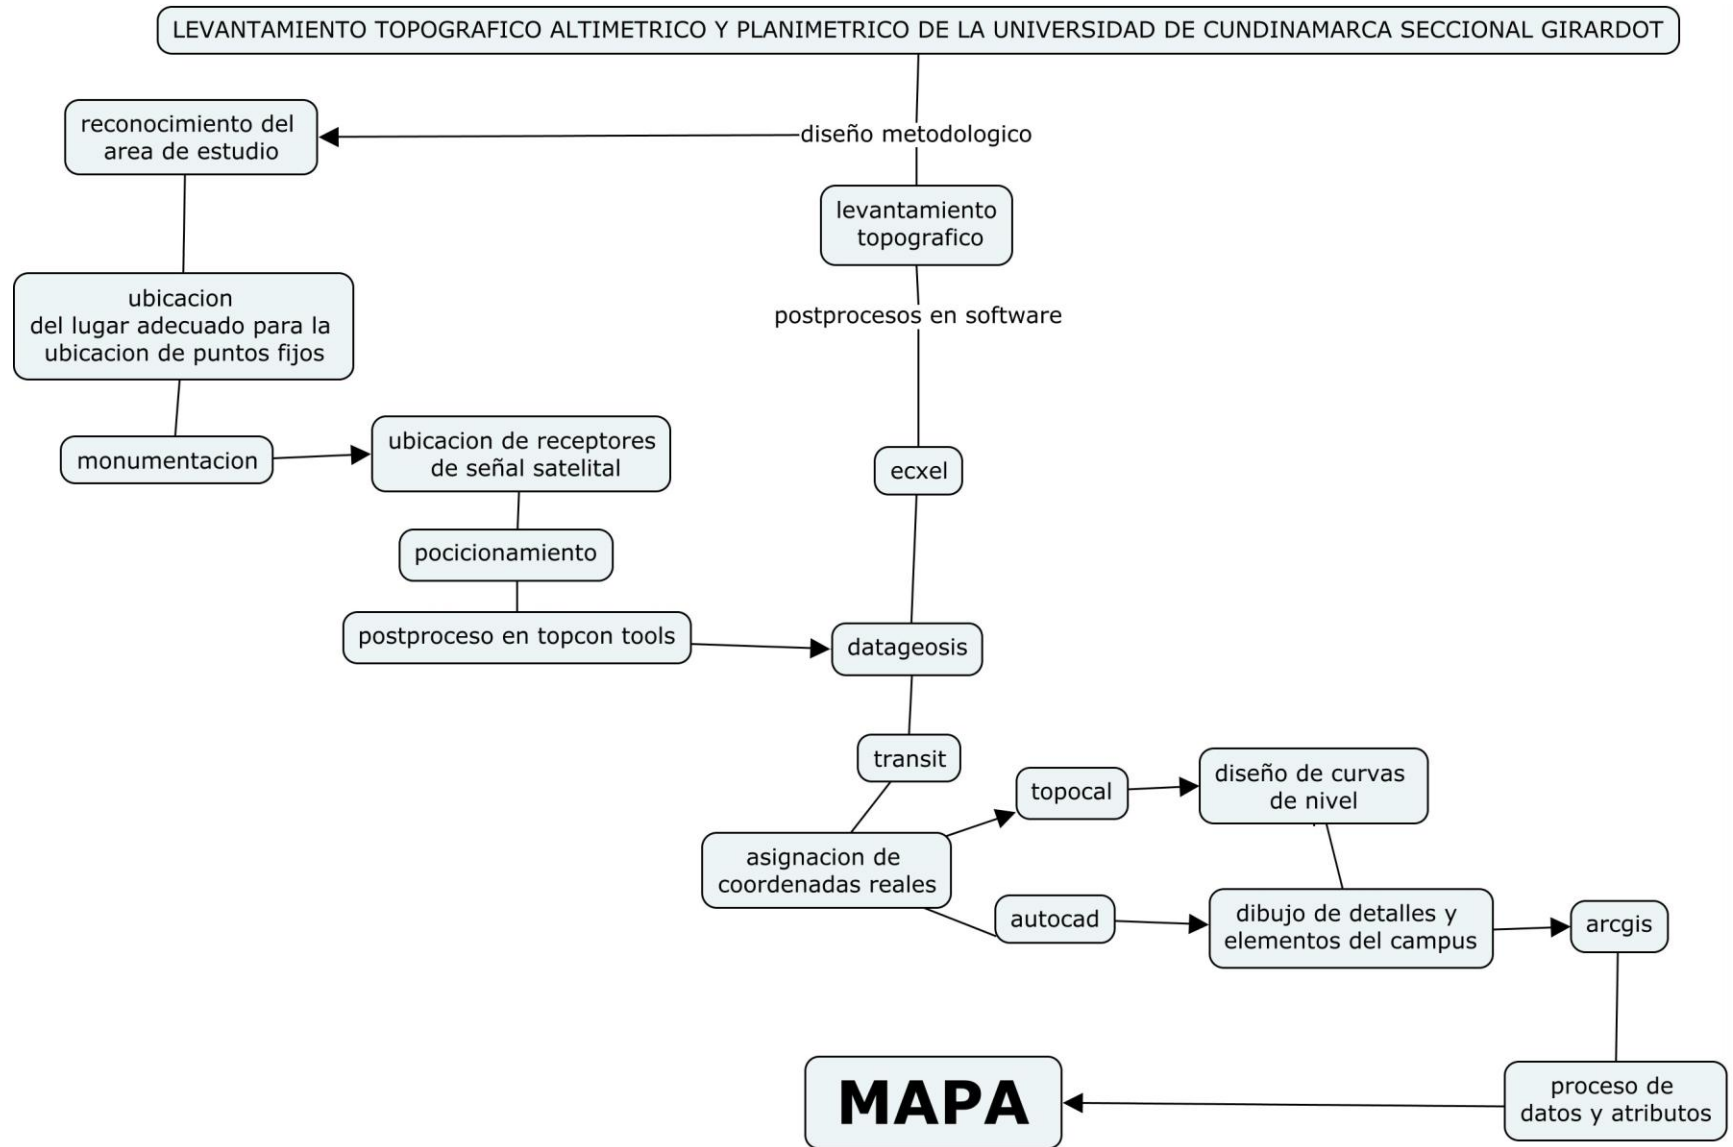 LEVANTAMIENTO TOPOGRAFICO ALTIMETRICO Y PLANIMETRICO DE LA UNIVERSIDAD DE CUNDINAMARCA SECCIONAL GIRARDOT
diseño metodologico
reconocimiento del
area de estudio
ubicacion
del lugar adecuado para la
ubicacion de puntos fijos
monumentacion
ubicacion de receptores
de señal satelital
pocicionamiento
postproceso en topcon tools
levantamiento
topografico
postprocesos en software
ecxel
datageosis
transit
asignacion de
coordenadas reales
topocal
diseño de curvas
de nivel
autocad
dibujo de detalles y
elementos del campus
arcgis
proceso de
datos y atributos
MAPA